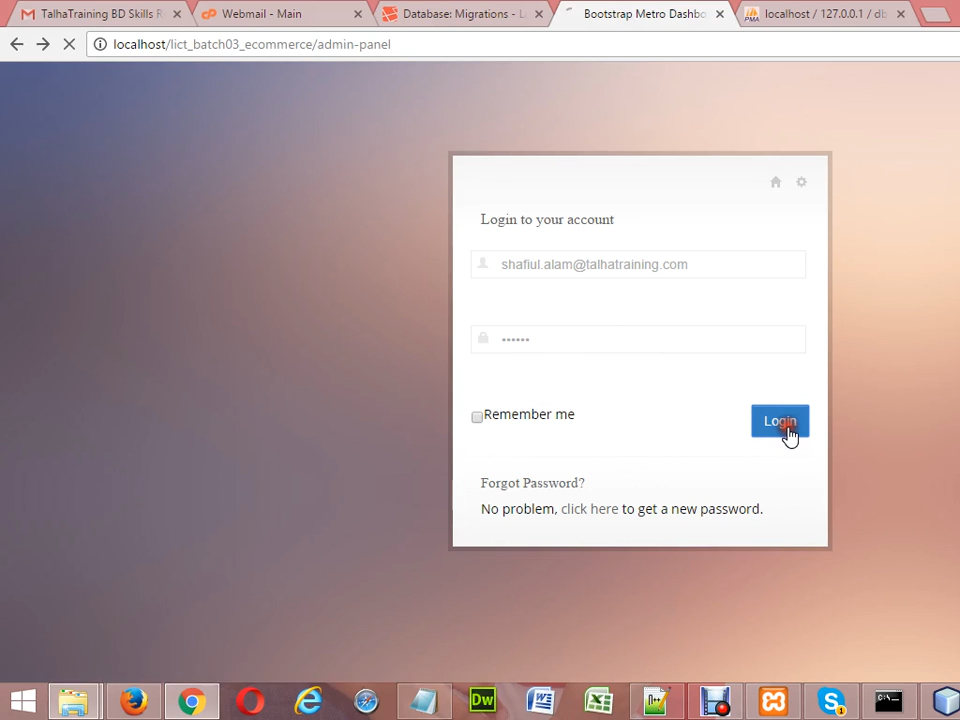 TalhaTraining BD Skills R
Webmail - Main
Database: Migrations - L
Bootstrap Metro Dashbo
localhost / 127.0.0.1 / db
PMA
localhost/lict_batch03_ecommerce/admin-panel
Login to your account
shafiul.alam@talhatraining.com
••••••
Remember me
Login
Forgot Password?
No problem, click here to get a new password.